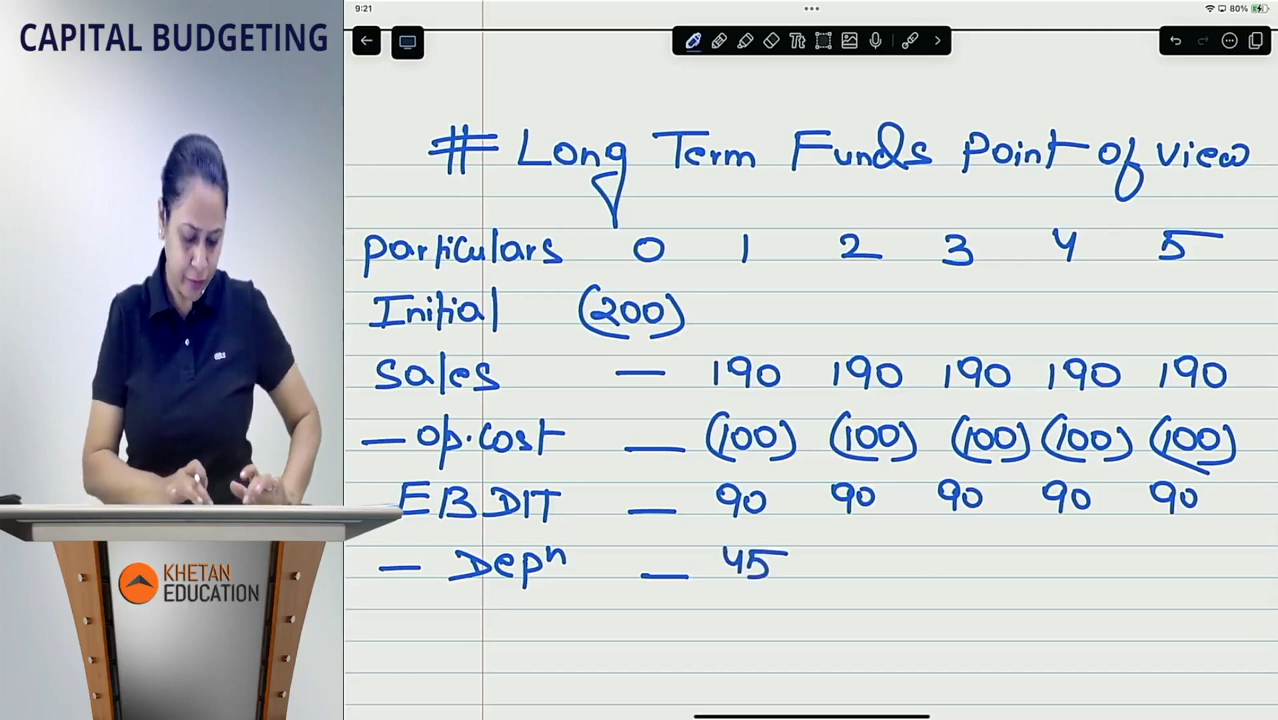 CAPITAL BUDGETING
9:21
80%
# Long Term Funds Point of view
Particulars 0 1 2 3 4 5
Initial (200)
Sales — 190 190 190 190 190
— op.cost — (100) (100) (100) (100) (100)
EBDIT — 90 90 90 90 90
— Depn — 45
KHETAN
EDUCATION